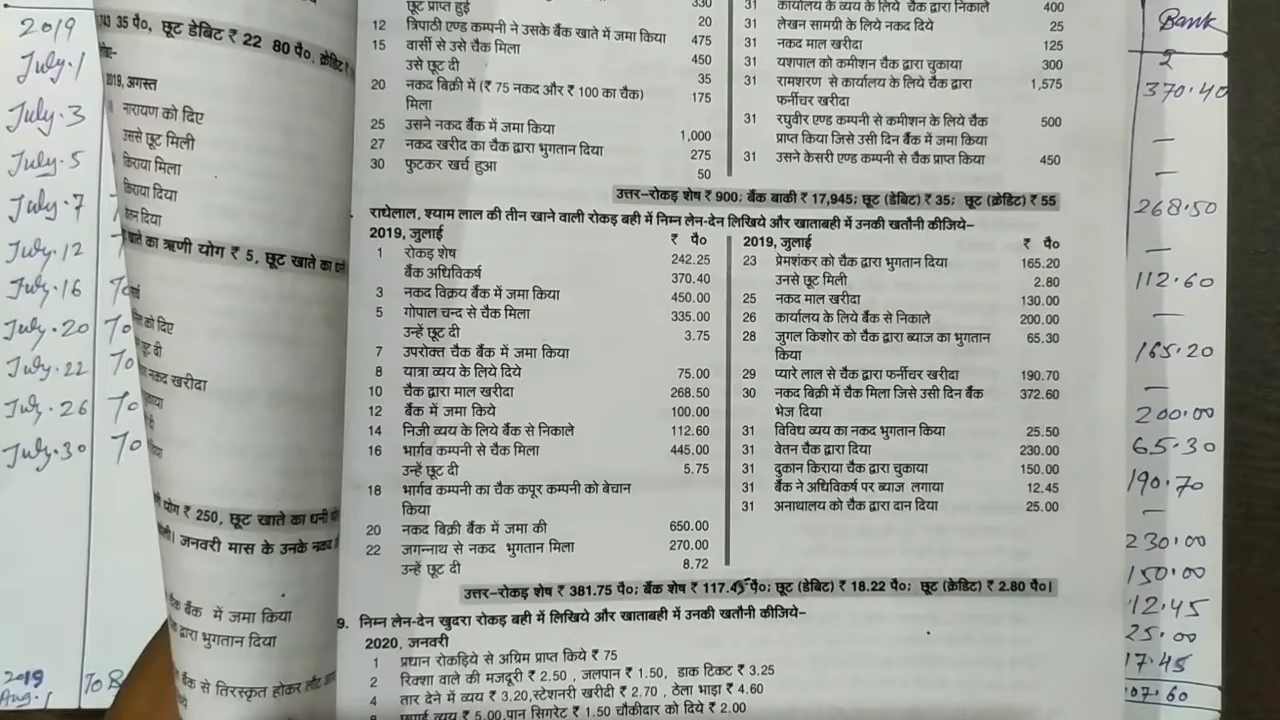 2019
July.1
July.3
July.5
July.7
July.12
July.16
July.20
July.22
July.26
July.30
2019
Aug.1
To B
743 35 पै०, छूट डेबिट ₹ 22 80 पै०,
2019, अगस्त
नारायण को दिए
उससे छूट मिली
किराया मिला
किराया दिया
तन दिया
खाते का ऋणी योग ₹ 5, छूट खाते का
को दिए
छूट दी
नकद खरीदा
योग ₹ 250, छूट खाते का धनी
जनवरी मास के उनके
बैंक में जमा किया
द्वारा भुगतान दिया
बैंक से तिरस्कृत होकर लौट
छूट प्राप्त हुई 330
20
12 त्रिपाठी एण्ड कम्पनी ने उसके बैंक खाते में जमा किया 475
15 वार्सी से उसे चैक मिला 450
उसे छूट दी 35
20 नकद बिक्री में (₹ 75 नकद और ₹ 100 का चैक) 175
मिला
25 उसने नकद बैंक में जमा किया 1,000
27 नकद खरीद का चैक द्वारा भुगतान दिया 275
30 फुटकर खर्च हुआ 50
31 कार्यालय के व्यय के लिये चैक द्वारा निकाले 400
31 लेखन सामग्री के लिये नकद दिये 25
31 नकद माल खरीदा 125
31 यशपाल को कमीशन चैक द्वारा चुकाया 300
31 रामशरण से कार्यालय के लिये चैक द्वारा 1,575
फर्नीचर खरीदा
31 रघुवीर एण्ड कम्पनी से कमीशन के लिये चैक 500
प्राप्त किया जिसे उसी दिन बैंक में जमा किया
31 उसने केसरी एण्ड कम्पनी से चैक प्राप्त किया 450
उत्तर–रोकड़ शेष ₹ 900; बैंक बाकी ₹ 17,945; छूट (डेबिट) ₹ 35; छूट (क्रेडिट) ₹ 55
राधेलाल, श्याम लाल की तीन खाने वाली रोकड़ बही में निम्न लेन-देन लिखिये और खाताबही में उनकी खतौनी कीजिये–
2019, जुलाई ₹ पै०
1 रोकड़ शेष 242.25
बैंक अधिविकर्ष 370.40
3 नकद विक्रय बैंक में जमा किया 450.00
5 गोपाल चन्द से चैक मिला 335.00
उन्हें छूट दी 3.75
7 उपरोक्त चैक बैंक में जमा किया
8 यात्रा व्यय के लिये दिये 75.00
10 चैक द्वारा माल खरीदा 268.50
12 बैंक में जमा किये 100.00
14 निजी व्यय के लिये बैंक से निकाले 112.60
16 भार्गव कम्पनी से चैक मिला 445.00
उन्हें छूट दी 5.75
18 भार्गव कम्पनी का चैक कपूर कम्पनी को बेचान
किया
20 नकद बिक्री बैंक में जमा की 650.00
22 जगन्नाथ से नकद भुगतान मिला 270.00
उन्हें छूट दी 8.72
2019, जुलाई ₹ पै०
23 प्रेमशंकर को चैक द्वारा भुगतान दिया 165.20
उनसे छूट मिली 2.80
25 नकद माल खरीदा 130.00
26 कार्यालय के लिये बैंक से निकाले 200.00
28 जुगल किशोर को चैक द्वारा ब्याज का भुगतान 65.30
किया
29 प्यारे लाल से चैक द्वारा फर्नीचर खरीदा 190.70
30 नकद बिक्री में चैक मिला जिसे उसी दिन बैंक 372.60
भेज दिया
31 विविध व्यय का नकद भुगतान किया 25.50
31 वेतन चैक द्वारा दिया 230.00
31 दुकान किराया चैक द्वारा चुकाया 150.00
31 बैंक ने अधिविकर्ष पर ब्याज लगाया 12.45
31 अनाथालय को चैक द्वारा दान दिया 25.00
उत्तर–रोकड़ शेष ₹ 381.75 पै०; बैंक शेष ₹ 117.45 पै०; छूट (डेबिट) ₹ 18.22 पै०; छूट (क्रेडिट) ₹ 2.80 पै०।
9. निम्न लेन-देन खुदरा रोकड़ बही में लिखिये और खाताबही में उनकी खतौनी कीजिये–
2020, जनवरी
1 प्रधान रोकड़िये से अग्रिम प्राप्त किये ₹ 75
2 रिक्शा वाले की मजदूरी ₹ 2.50 , जलपान ₹ 1.50, डाक टिकट ₹ 3.25
4 तार देने में व्यय ₹ 3.20,स्टेशनरी खरीदी ₹ 2.70 , ठेला भाड़ा ₹ 4.60
व्यय ₹ 5.00,पान सिगरेट ₹ 1.50 चौकीदार को दिये ₹ 2.00
Bank
₹
370.40
—
—
268.50
—
112.60
—
165.20
—
200.00
65.30
190.70
—
230.00
150.00
12.45
25.00
17.45
07.60